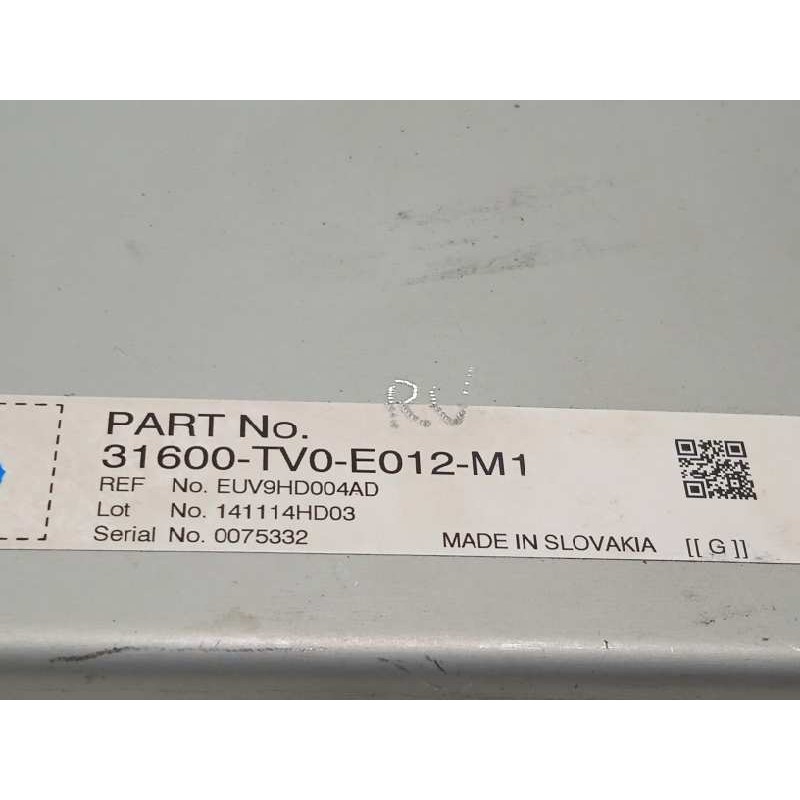 R.U
PART No.
31600-TV0-E012-M1
REF No. EUV9HD004AD
Lot No. 141114HD03
Serial No. 0075332
MADE IN SLOVAKIA [[ G ]]